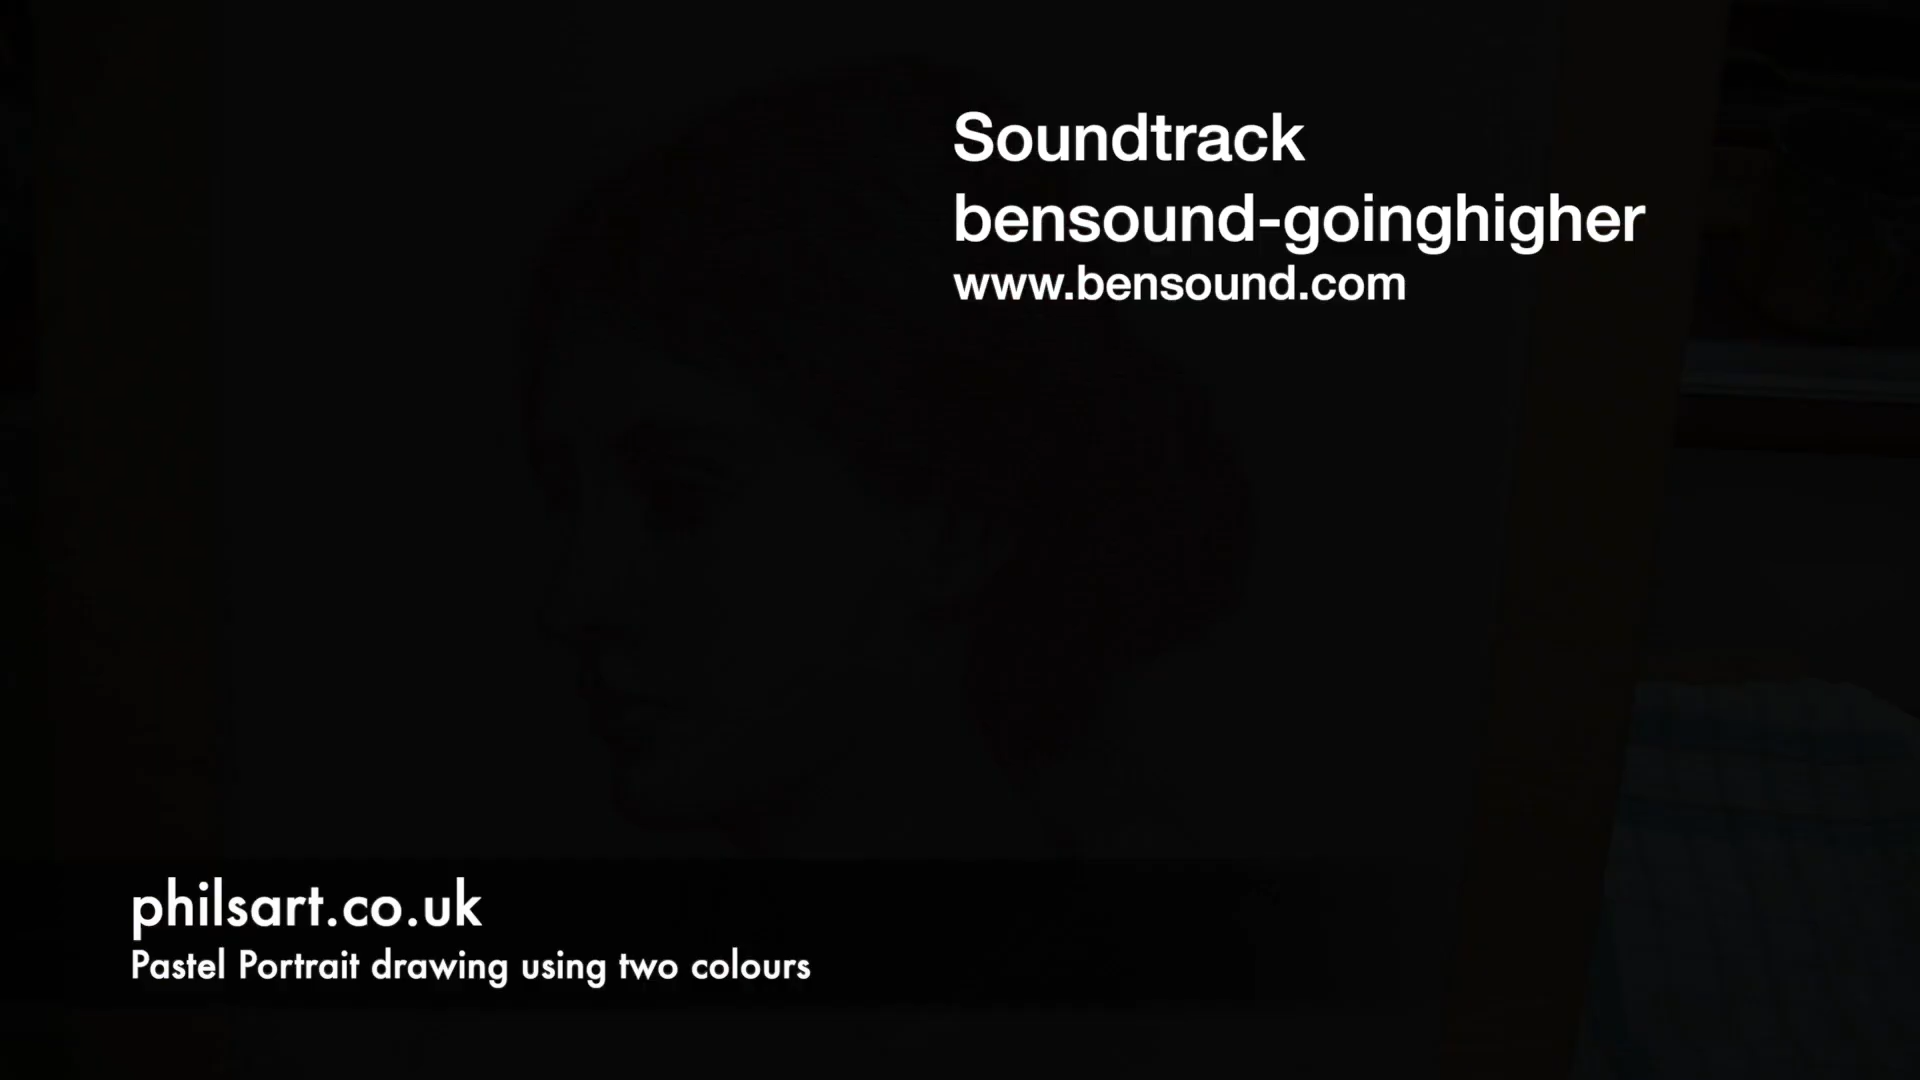 Soundtrack
bensound-goinghigher
www.bensound.com
philsart.co.uk
Pastel Portrait drawing using two colours